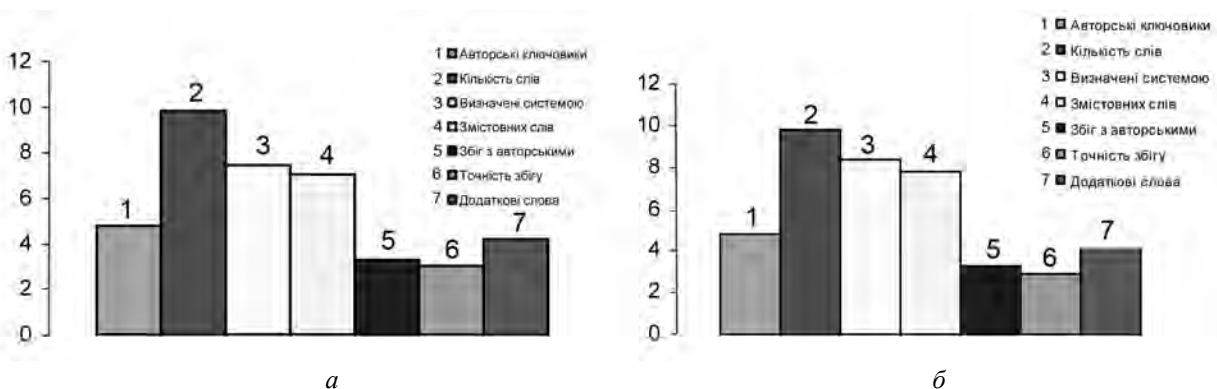 1 Авторські ключовики
2 Кількість слів
3 Визначені системою
4 Змістовних слів
5 Збіг з авторськими
6 Точність збігу
7 Додаткові слова
12
10
8
6
4
2
0
1
2
3
4
5
6
7
а
1 Авторські ключовики
2 Кількість слів
3 Визначені системою
4 Змістовних слів
5 Збіг з авторськими
6 Точність збігу
7 Додаткові слова
12
10
8
6
4
2
0
1
2
3
4
5
6
7
б